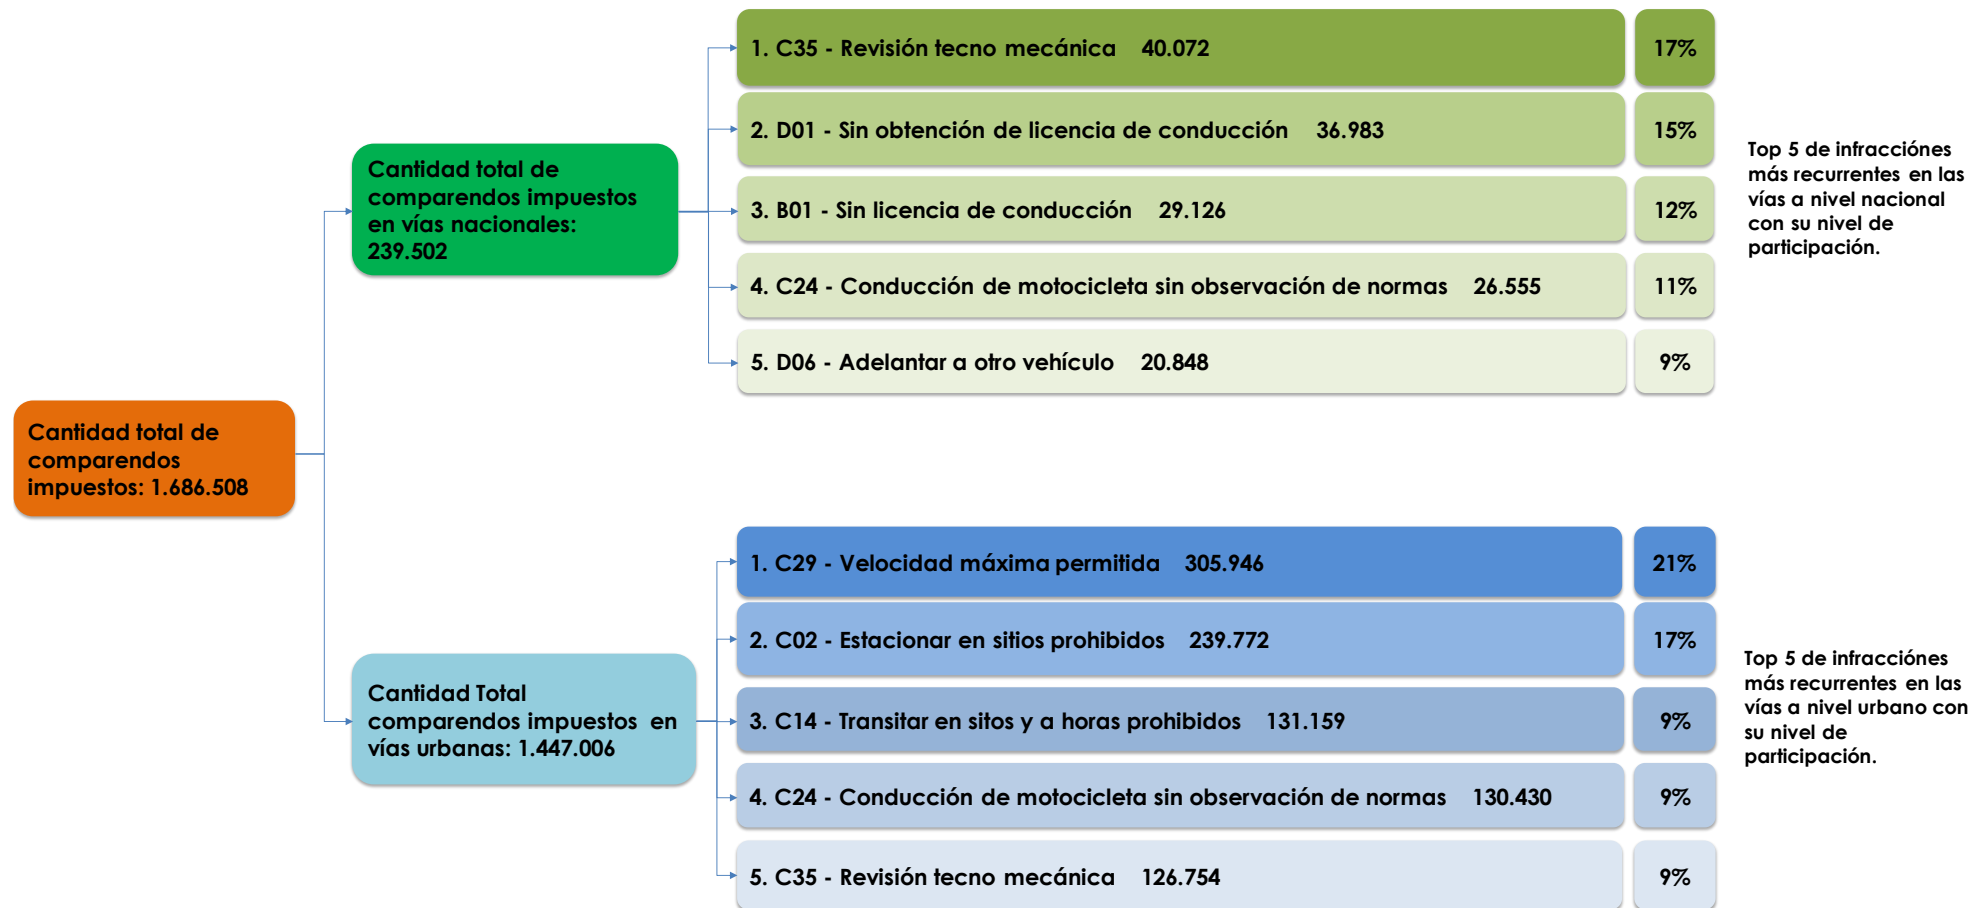 Cantidad total de
comparendos
impuestos: 1.686.508
Cantidad total de
comparendos impuestos
en vías nacionales:
239.502
1. C35 - Revisión tecno mecánica 40.072 17%
2. D01 - Sin obtención de licencia de conducción 36.983 15%
3. B01 - Sin licencia de conducción 29.126 12%
4. C24 - Conducción de motocicleta sin observación de normas 26.555 11%
5. D06 - Adelantar a otro vehículo 20.848 9%
Top 5 de infracciónes
más recurrentes en las
vías a nivel nacional
con su nivel de
participación.
Cantidad Total
comparendos impuestos en
vías urbanas: 1.447.006
1. C29 - Velocidad máxima permitida 305.946 21%
2. C02 - Estacionar en sitios prohibidos 239.772 17%
3. C14 - Transitar en sitos y a horas prohibidos 131.159 9%
4. C24 - Conducción de motocicleta sin observación de normas 130.430 9%
5. C35 - Revisión tecno mecánica 126.754 9%
Top 5 de infracciónes
más recurrentes en las
vías a nivel urbano con
su nivel de
participación.